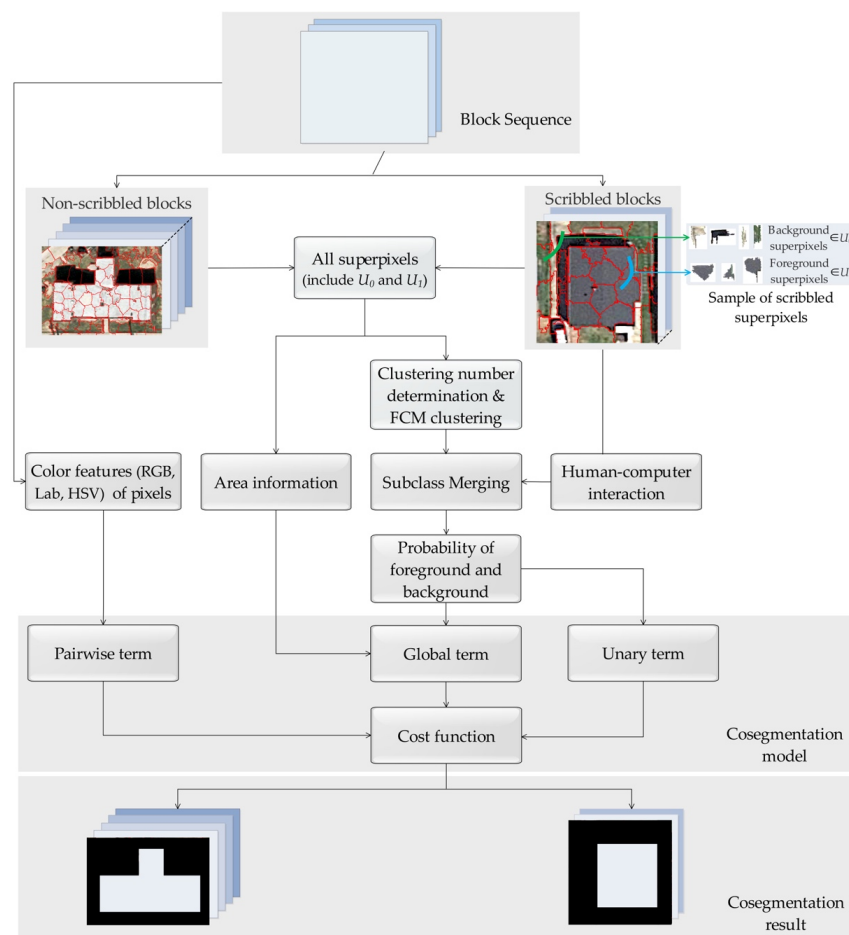 Block Sequence
Non-scribbled blocks
Scribbled blocks
All superpixels
(include U₀ and U₁)
Background
superpixels ∈U
Foreground
superpixels ∈U
Sample of scribbled
superpixels
Clustering number
determination &
FCM clustering
Color features (RGB,
Lab, HSV) of pixels
Area information
Subclass Merging
Human-computer
interaction
Probability of
foreground and
background
Pairwise term
Global term
Unary term
Cost function
Cosegmentation
model
Cosegmentation
result